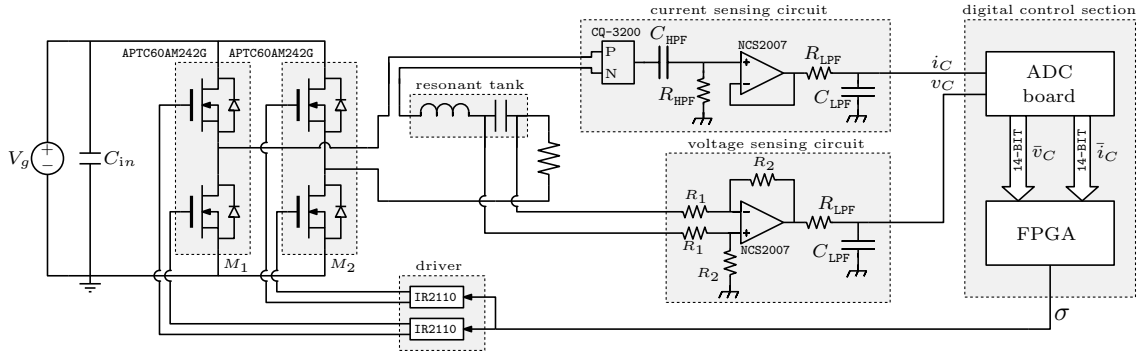 current sensing circuit
digital control section
CQ-3200
C_HPF
NCS2007
APTC60AM242G
APTC60AM242G
P
N
+
−
R_LPF
i_C
ADC
board
resonant tank
R_HPF
C_LPF
v_C
voltage sensing circuit
14-BIT
v̄_C
14-BIT
ī_C
V_g
+
−
C_in
R_2
R_1
−
+
R_LPF
R_1
NCS2007
FPGA
R_2
C_LPF
M_1
M_2
driver
IR2110
IR2110
σ